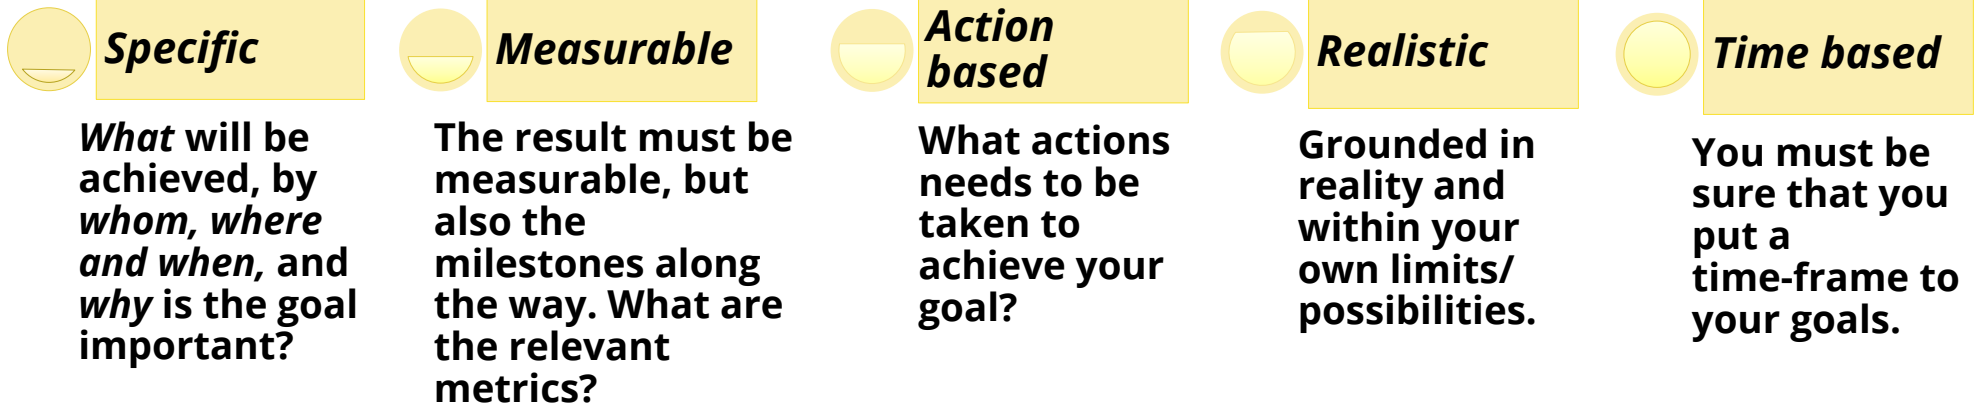 Specific
What will be
achieved, by
whom, where
and when, and
why is the goal
important?
Measurable
The result must be
measurable, but
also the
milestones along
the way. What are
the relevant
metrics?
Action
based
What actions
needs to be
taken to
achieve your
goal?
Realistic
Grounded in
reality and
within your
own limits/
possibilities.
Time based
You must be
sure that you
put a
time-frame to
your goals.